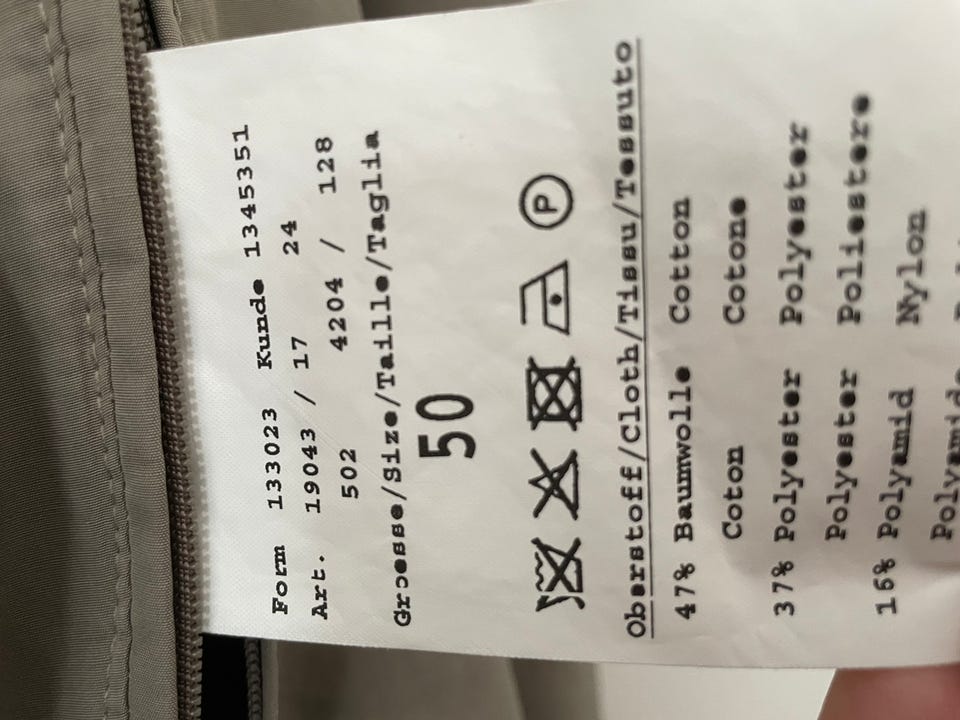 Form 133023 Kunde 1345351
Art. 19043 / 17 24
502 4204 / 128
Groesse/Size/Taille/Taglia
50
P
Oberstoff/Cloth/Tissu/Tessuto
47% Baumwolle Cotton
Coton Cotone
37% Polyester Polyester
Polyester Poliestere
16% Polyamid Nylon